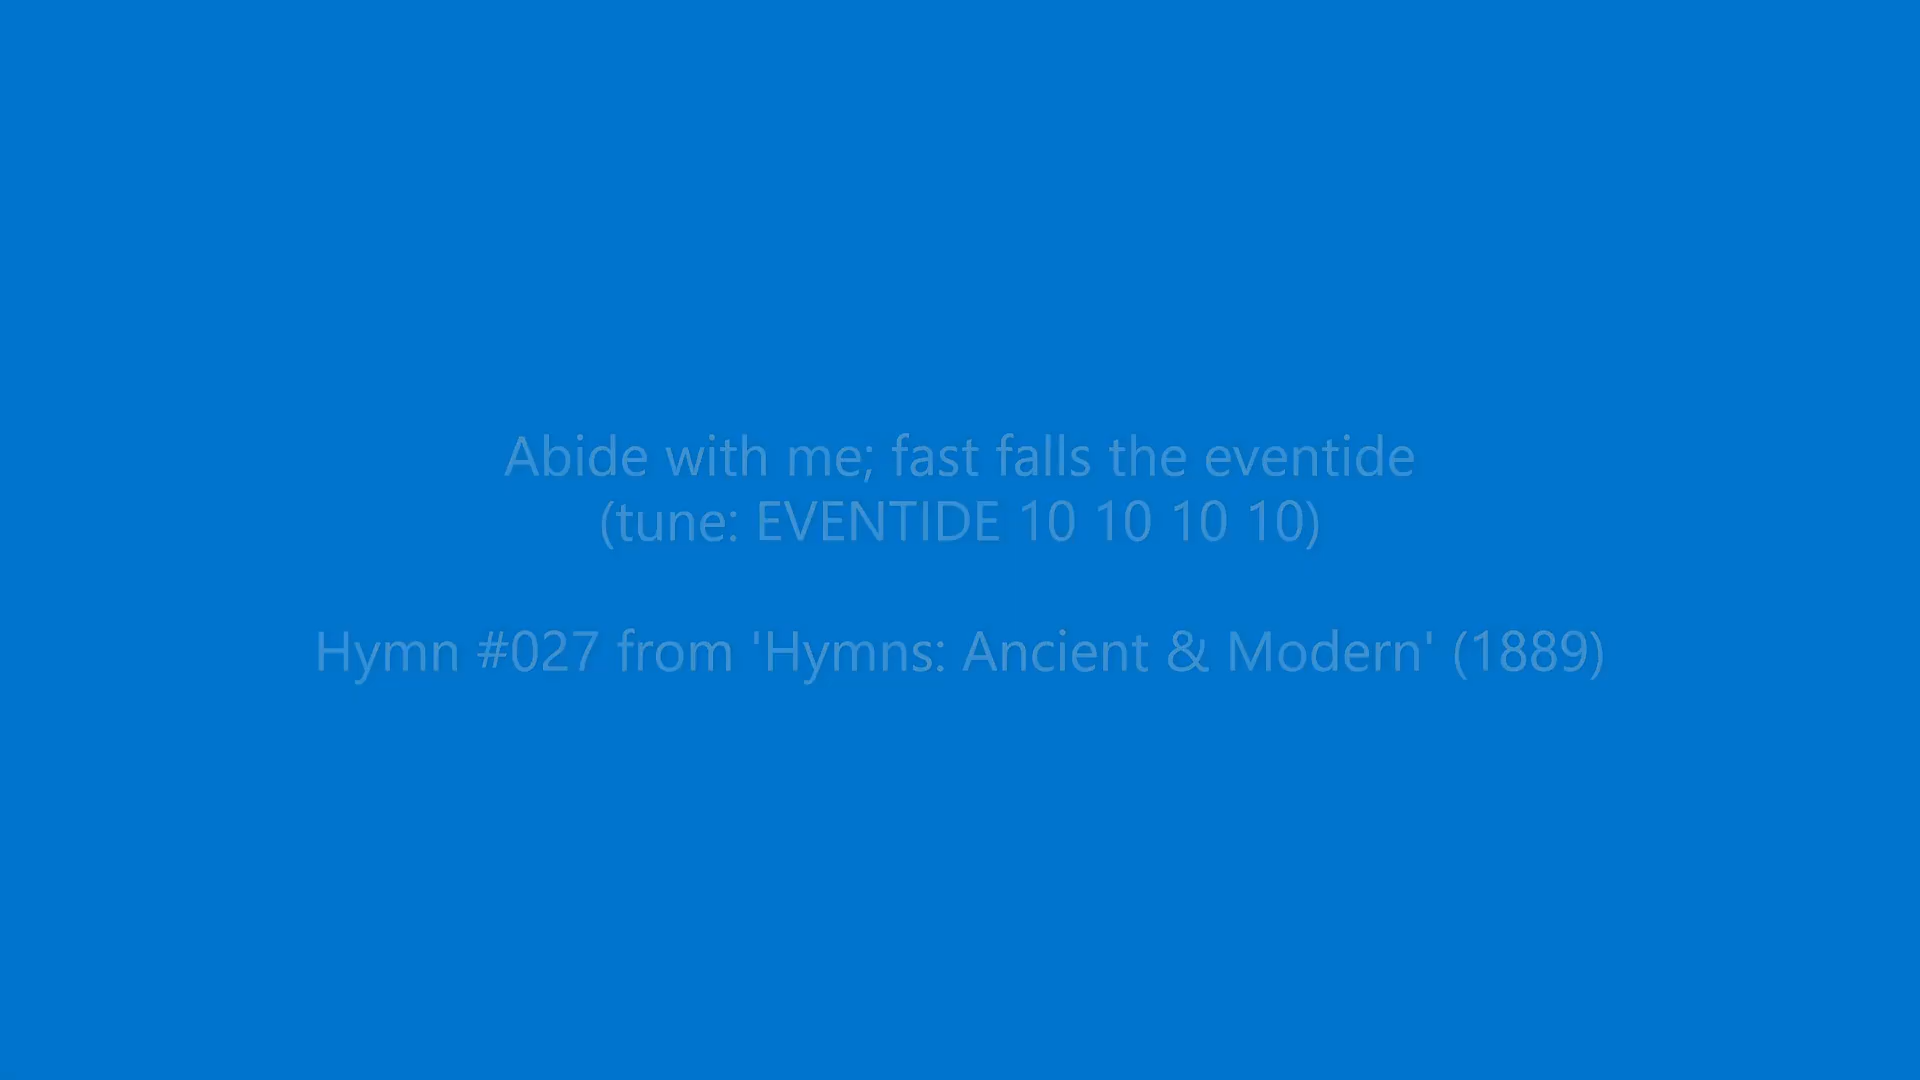 Abide with me; fast falls the eventide
(tune: EVENTIDE 10 10 10 10)
Hymn #027 from 'Hymns: Ancient & Modern' (1889)